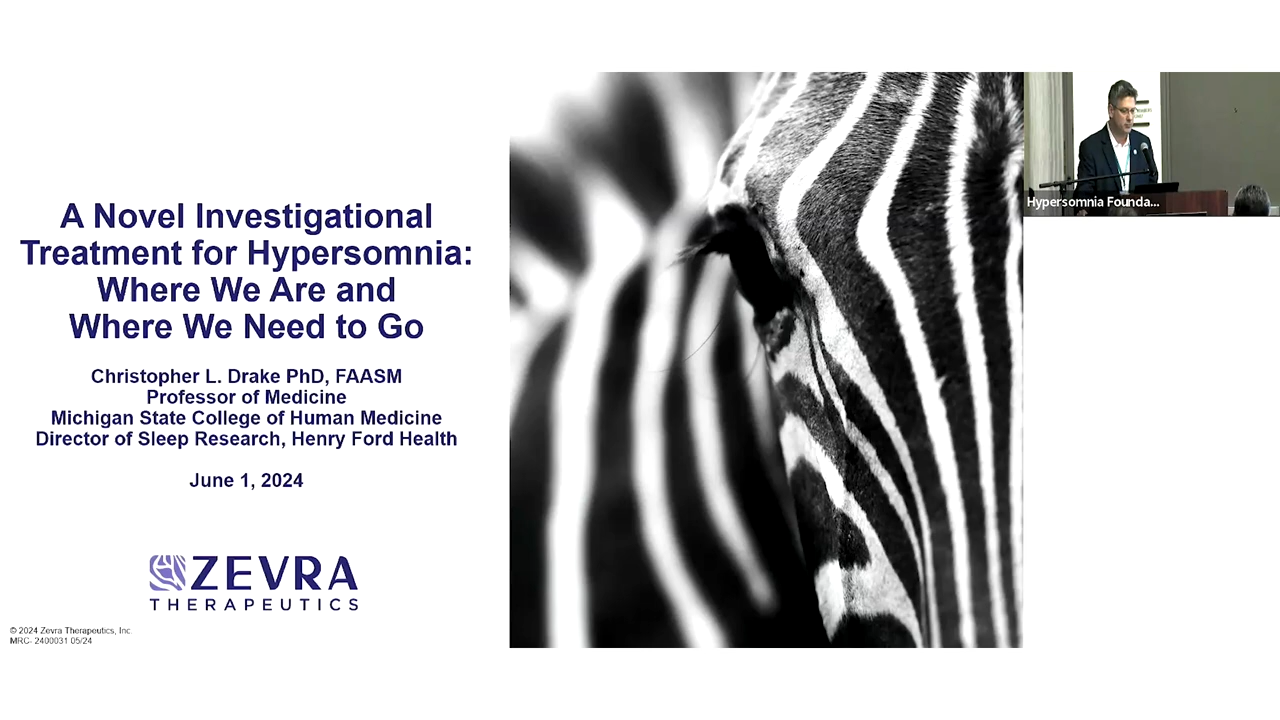 A Novel Investigational
Treatment for Hypersomnia:
Where We Are and
Where We Need to Go
Christopher L. Drake PhD, FAASM
Professor of Medicine
Michigan State College of Human Medicine
Director of Sleep Research, Henry Ford Health
June 1, 2024
ZEVRA
THERAPEUTICS
© 2024 Zevra Therapeutics, Inc.
MRC- 2400031 05/24
Hypersomnia Founda...